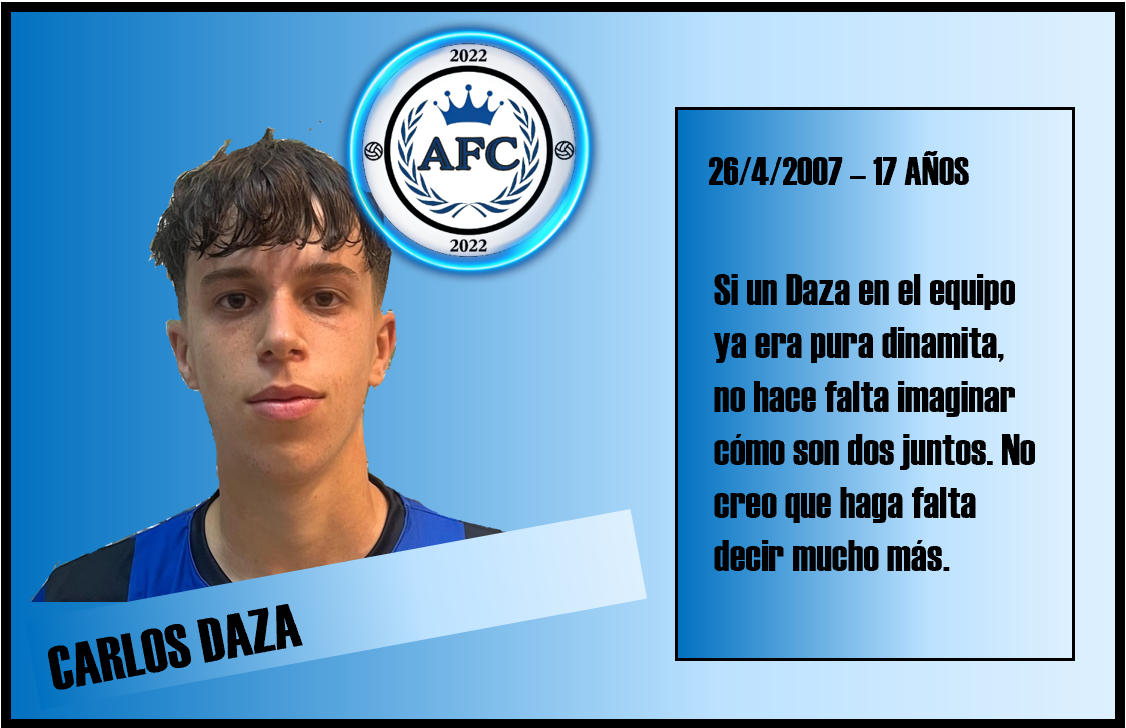 2022
AFC
2022
26/4/2007 – 17 AÑOS
Si un Daza en el equipo
ya era pura dinamita,
no hace falta imaginar
cómo son dos juntos. No
creo que haga falta
decir mucho más.
CARLOS DAZA